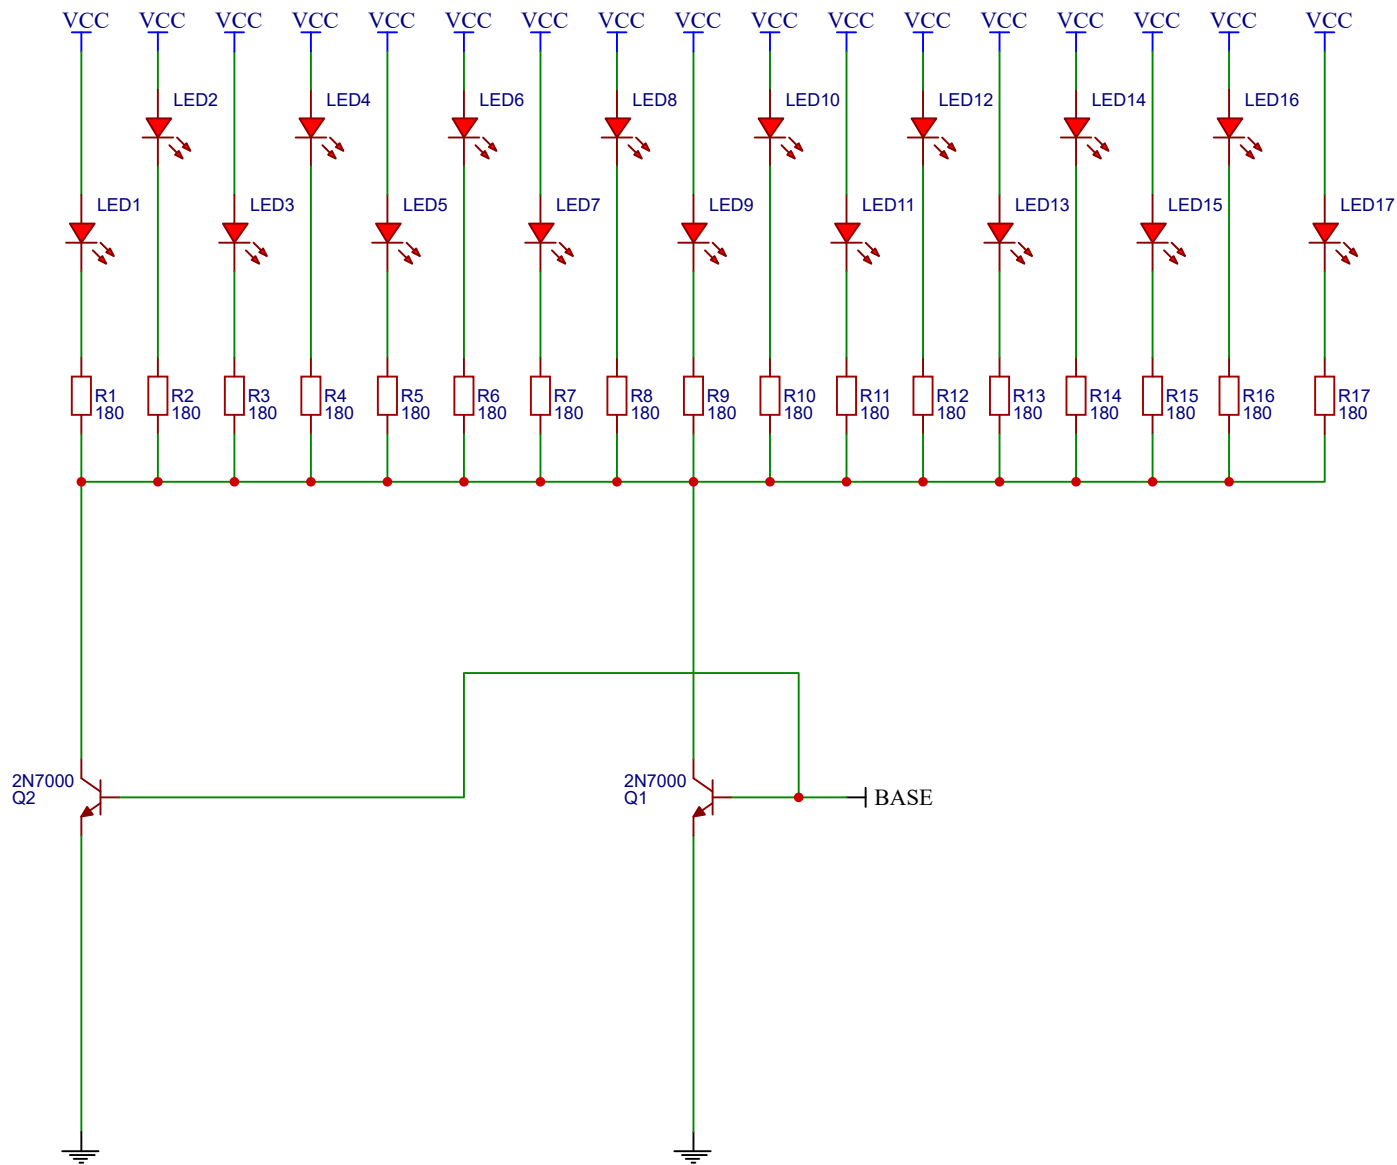 VCC VCC VCC VCC VCC VCC VCC VCC VCC VCC VCC VCC VCC VCC VCC VCC VCC
LED2 LED4 LED6 LED8 LED10 LED12 LED14 LED16
LED1 LED3 LED5 LED7 LED9 LED11 LED13 LED15 LED17
R1 R2 R3 R4 R5 R6 R7 R8 R9 R10 R11 R12 R13 R14 R15 R16 R17
180 180 180 180 180 180 180 180 180 180 180 180 180 180 180 180 180
2N7000 2N7000
Q2 Q1 BASE